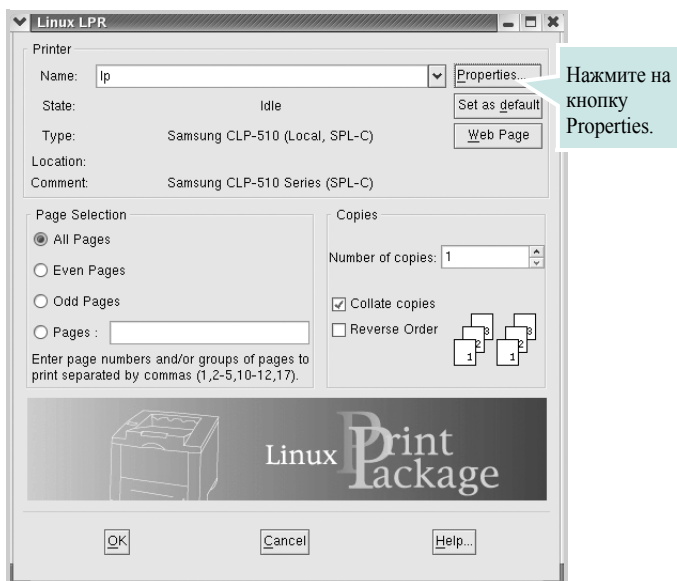 Linux LPR
Printer
Name: lp Properties...
State: Idle Set as default
Type: Samsung CLP-510 (Local, SPL-C) Web Page
Location:
Comment: Samsung CLP-510 Series (SPL-C)
Нажмите на
кнопку
Properties.
Page Selection
All Pages
Even Pages
Odd Pages
Pages :
Enter page numbers and/or groups of pages to
print separated by commas (1,2-5,10-12,17).
Copies
Number of copies: 1
Collate copies
Reverse Order
3 3
2 2
1 1
Linux Print
Package
OK Cancel Help...